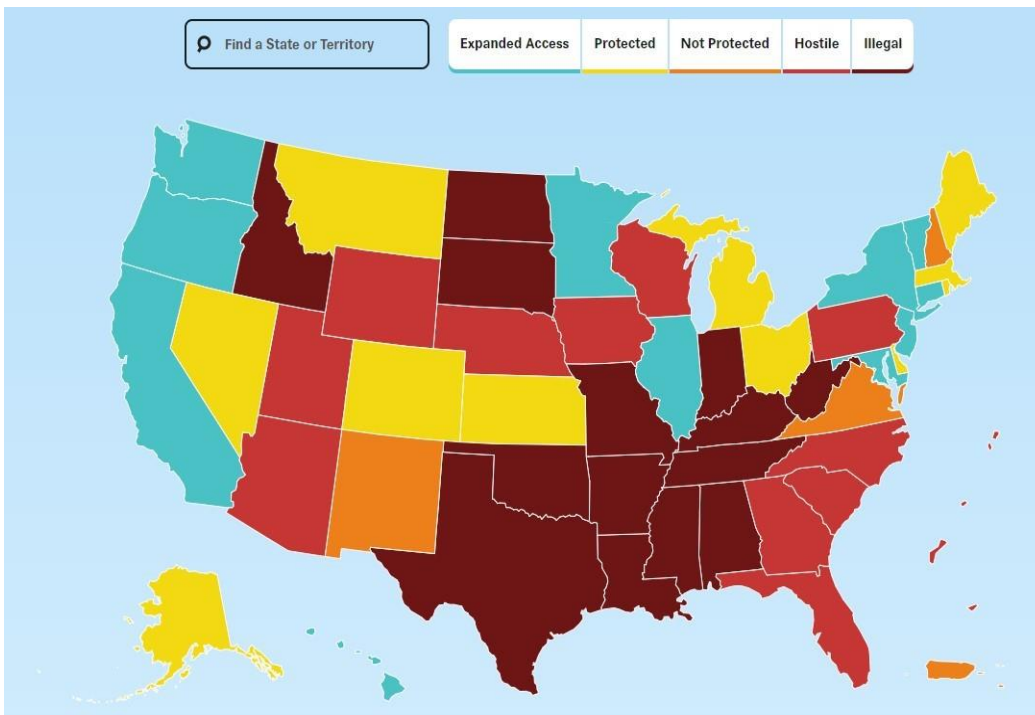 Find a State or Territory
Expanded Access
Protected
Not Protected
Hostile
Illegal